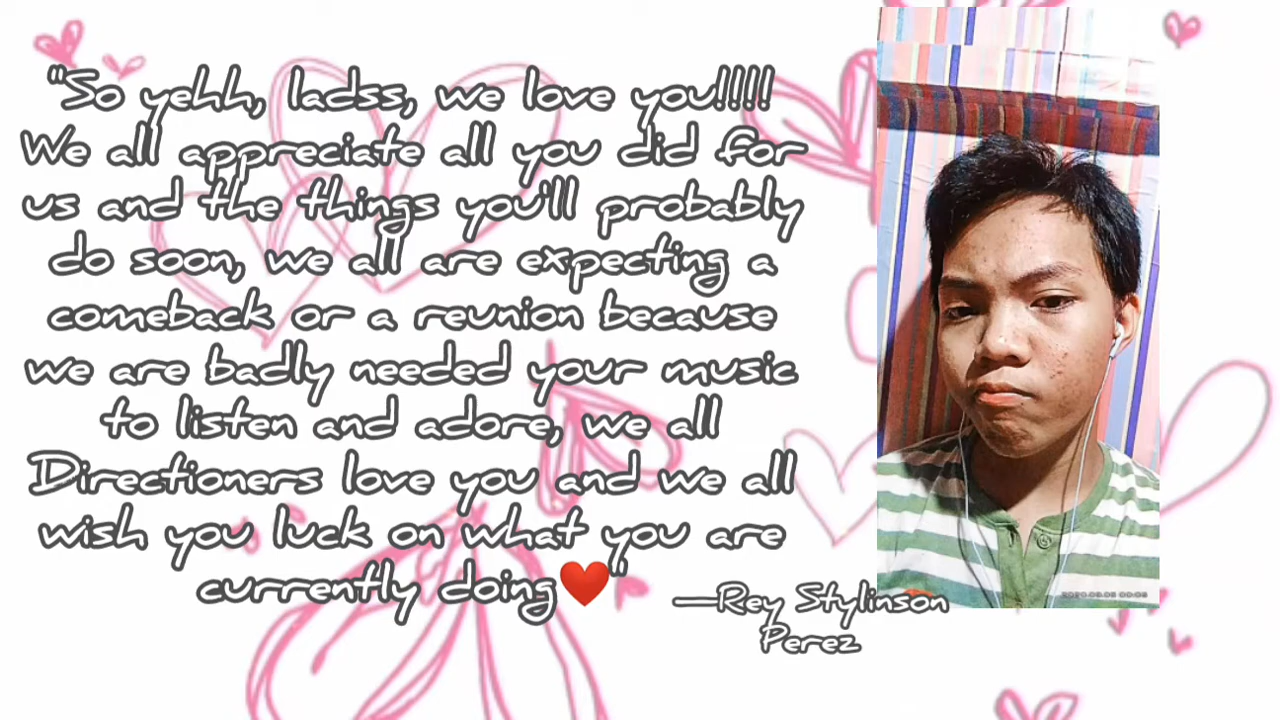 "So yehh, ladss, we love you!!!!
We all appreciate all you did for
us and the things you'll probably
do soon, we all are expecting a
comeback or a reunion because
we are badly needed your music
to listen and adore, we all
Directioners love you and we all
wish you luck on what you are
currently doing❤️"
—Rey Stylinson
Perez